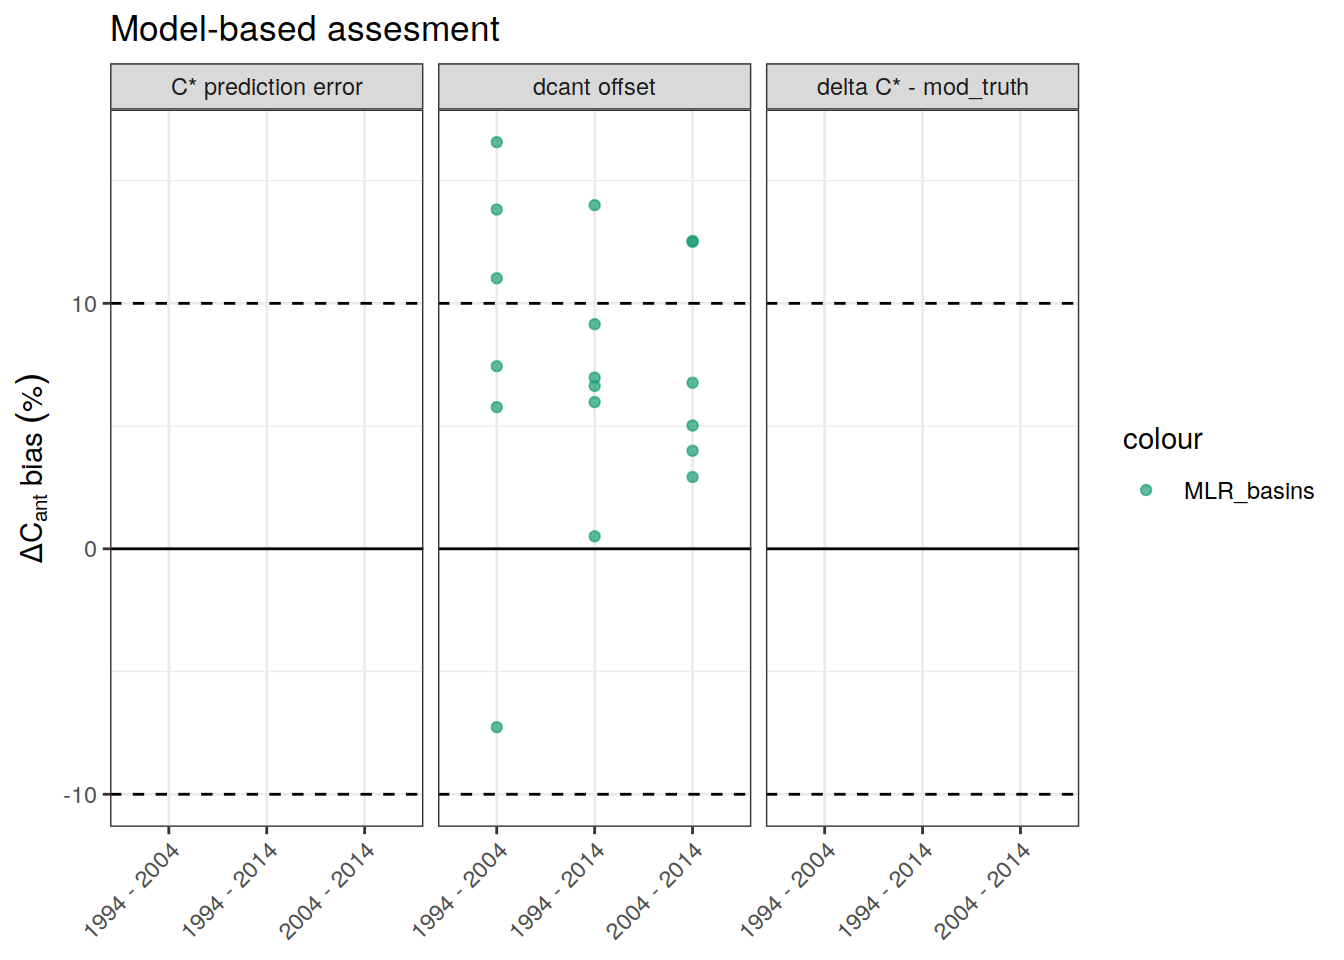 Model-based assesment
C* prediction error
dcant offset
delta C* - mod_truth
ΔCant bias (%)
10
0
-10
1994 - 2004
1994 - 2014
2004 - 2014
1994 - 2004
1994 - 2014
2004 - 2014
1994 - 2004
1994 - 2014
2004 - 2014
colour
MLR_basins